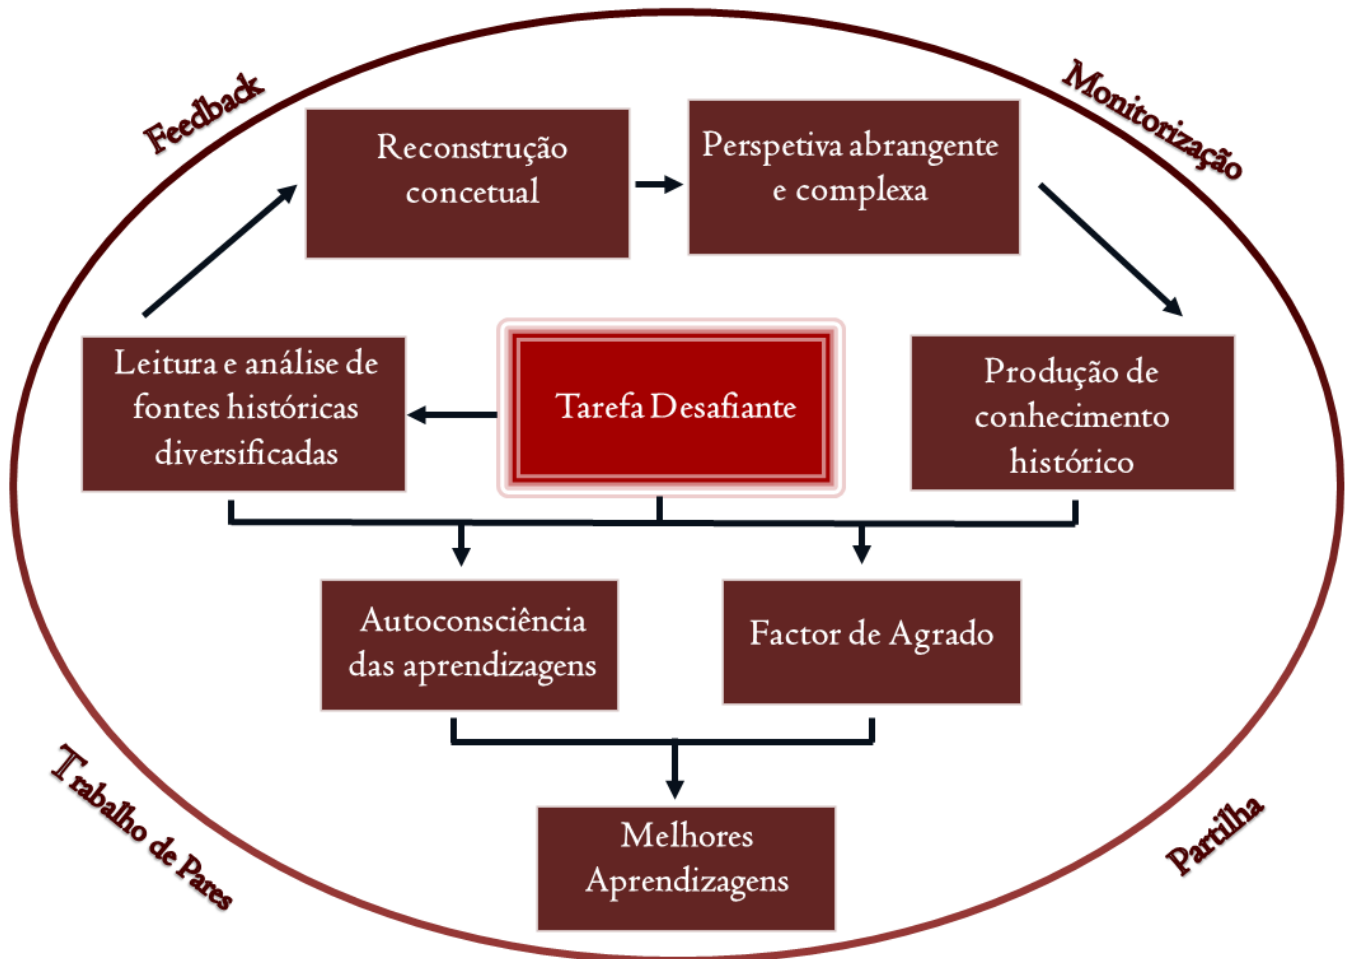 Feedback
Monitorização
Reconstrução
concetual
Perspetiva abrangente
e complexa
Leitura e análise de
fontes históricas
diversificadas
Tarefa Desafiante
Produção de
conhecimento
histórico
Autoconsciência
das aprendizagens
Factor de Agrado
Trabalho de Pares
Partilha
Melhores
Aprendizagens